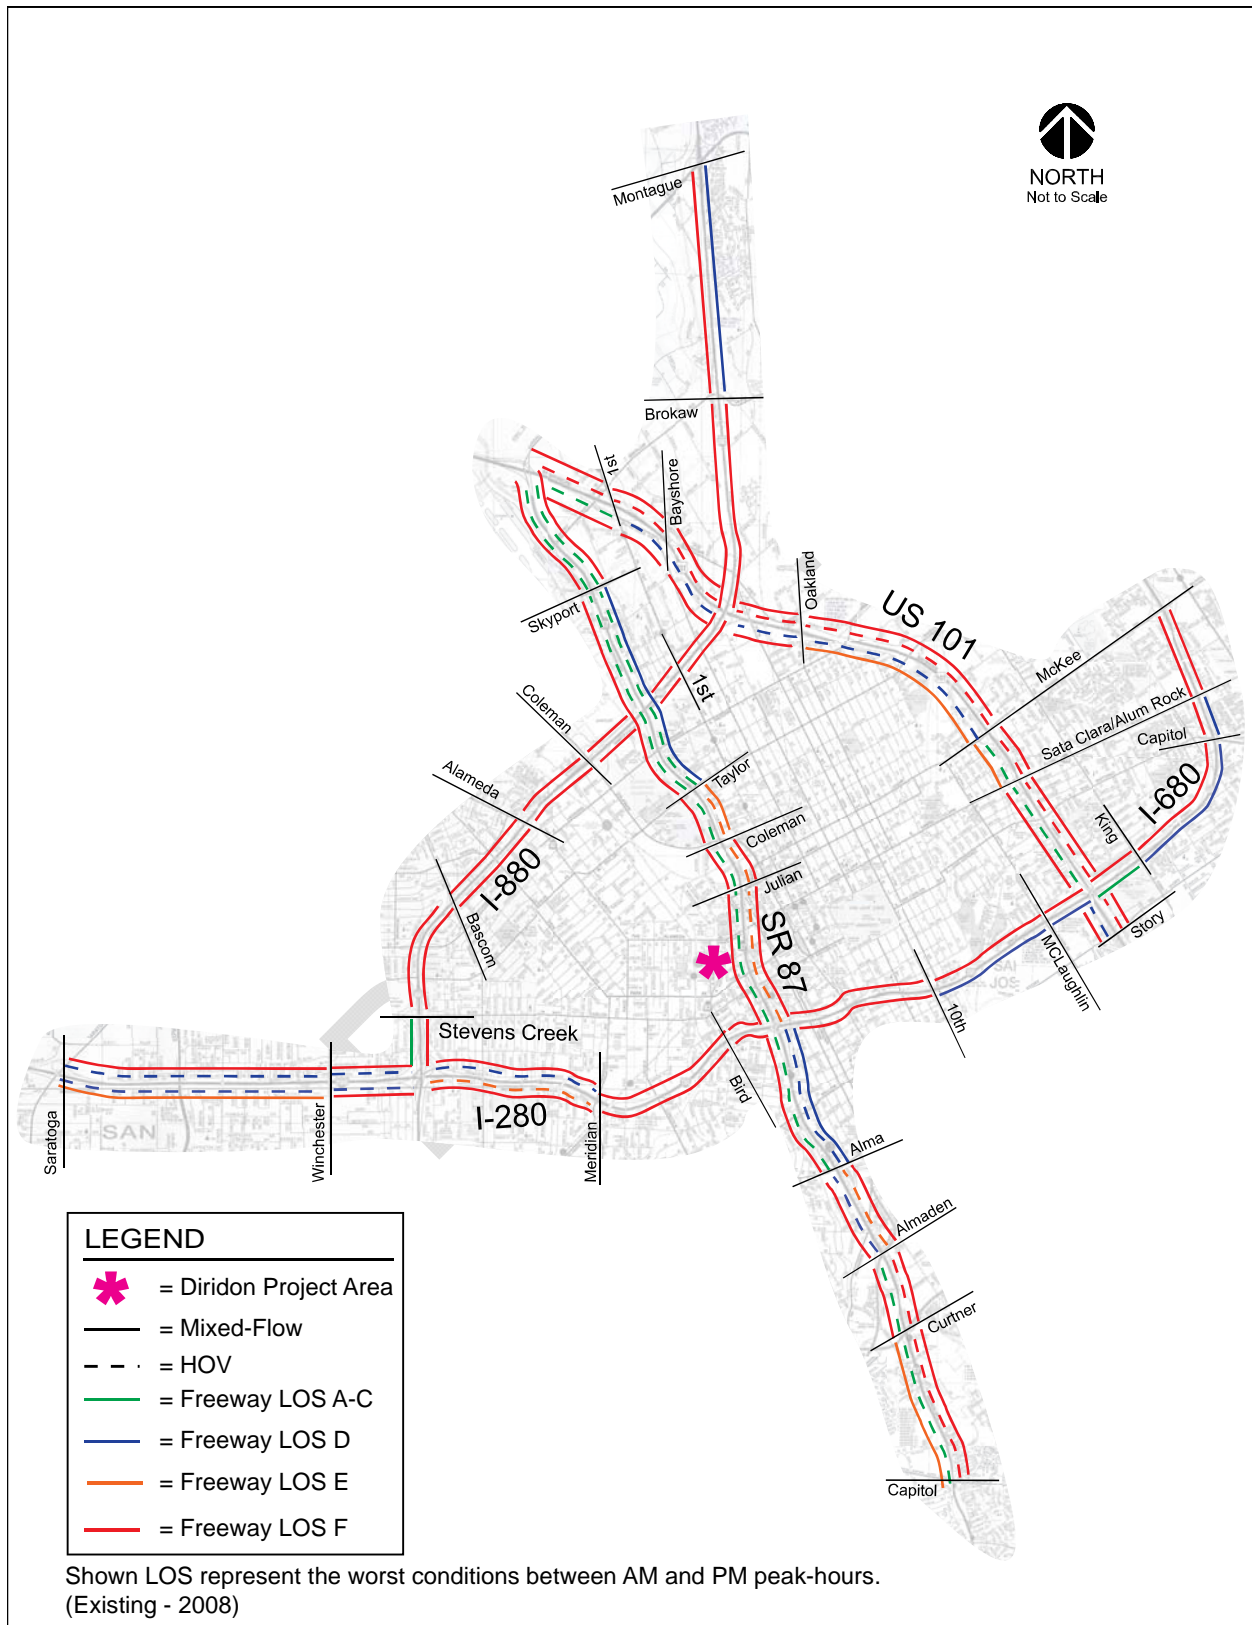 NORTH
Not to Scale
Montague
Brokaw
1st
Bayshore
Oakland
US 101
Skyport
1st
McKee
Sata Clara/Alum Rock
Capitol
I-680
King
Coleman
Alameda
Taylor
Coleman
Julian
SR 87
I-880
Bascom
MCLaughlin
Story
10th
SAN
JOS
Stevens Creek
Bird
I-280
SAN
Saratoga
Winchester
Meridian
Alma
Almaden
Curtner
Capitol
LEGEND
= Diridon Project Area
= Mixed-Flow
= HOV
= Freeway LOS A-C
= Freeway LOS D
= Freeway LOS E
= Freeway LOS F
Shown LOS represent the worst conditions between AM and PM peak-hours.
(Existing - 2008)